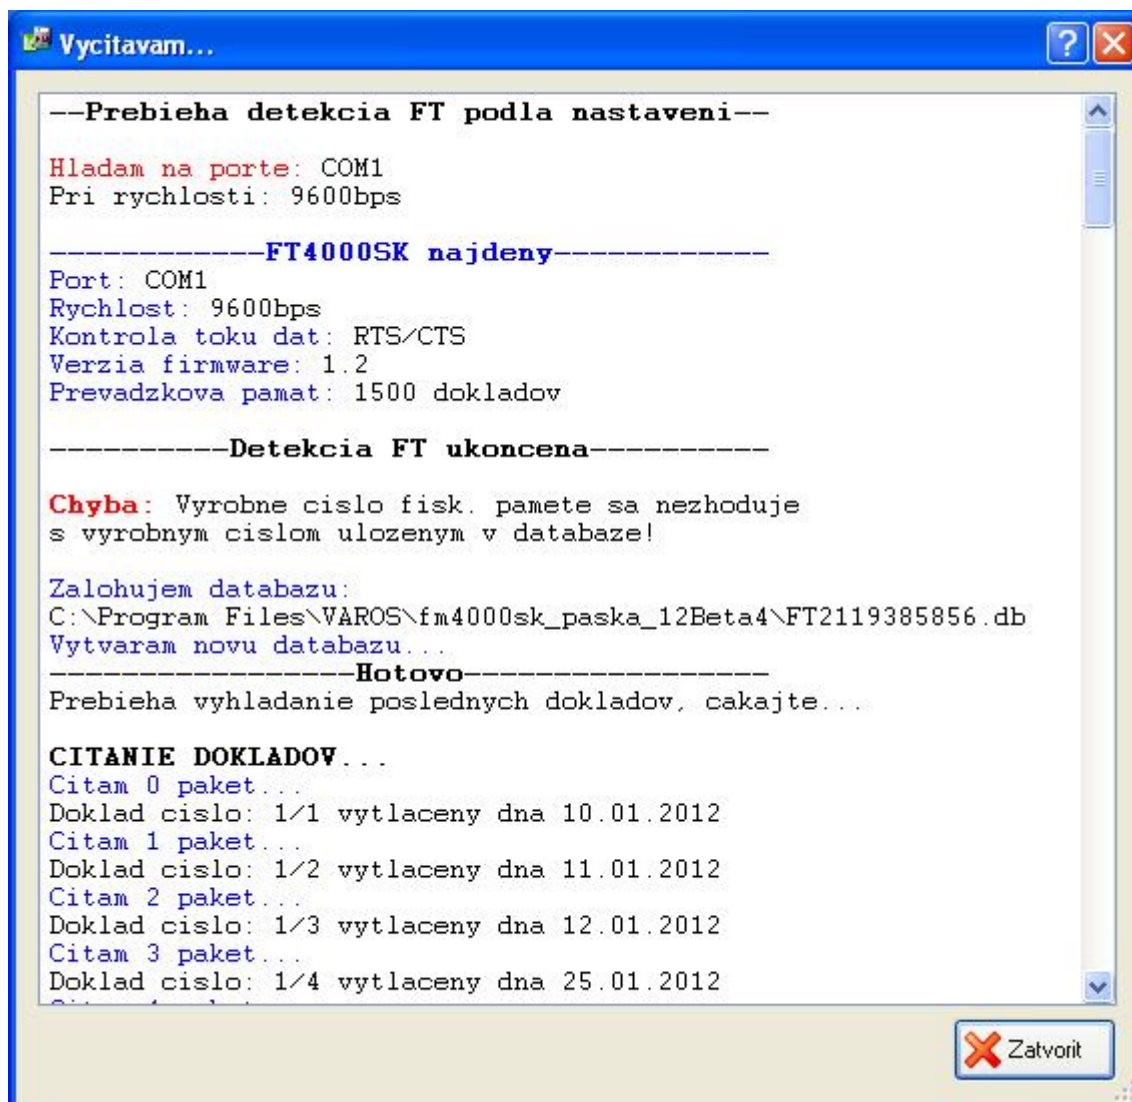 Vycitavam...
--Prebieha detekcia FT podla nastaveni--
Hladam na porte: COM1
Pri rychlosti: 9600bps
------------FT4000SK najdeny------------
Port: COM1
Rychlost: 9600bps
Kontrola toku dat: RTS/CTS
Verzia firmware: 1.2
Prevadzkova pamat: 1500 dokladov
----------Detekcia FT ukoncena----------
Chyba: Vyrobne cislo fisk. pamete sa nezhoduje
s vyrobnym cislom ulozenym v databaze!
Zalohujem databazu:
C:\Program Files\VAROS\fm4000sk_paska_12Beta4\FT2119385856.db
Vytvaram novu databazu...
-----------------Hotovo-----------------
Prebieha vyhladanie poslednych dokladov, cakajte...
CITANIE DOKLADOV...
Citam 0 paket...
Doklad cislo: 1/1 vytlaceny dna 10.01.2012
Citam 1 paket...
Doklad cislo: 1/2 vytlaceny dna 11.01.2012
Citam 2 paket...
Doklad cislo: 1/3 vytlaceny dna 12.01.2012
Citam 3 paket...
Doklad cislo: 1/4 vytlaceny dna 25.01.2012
Zatvorit